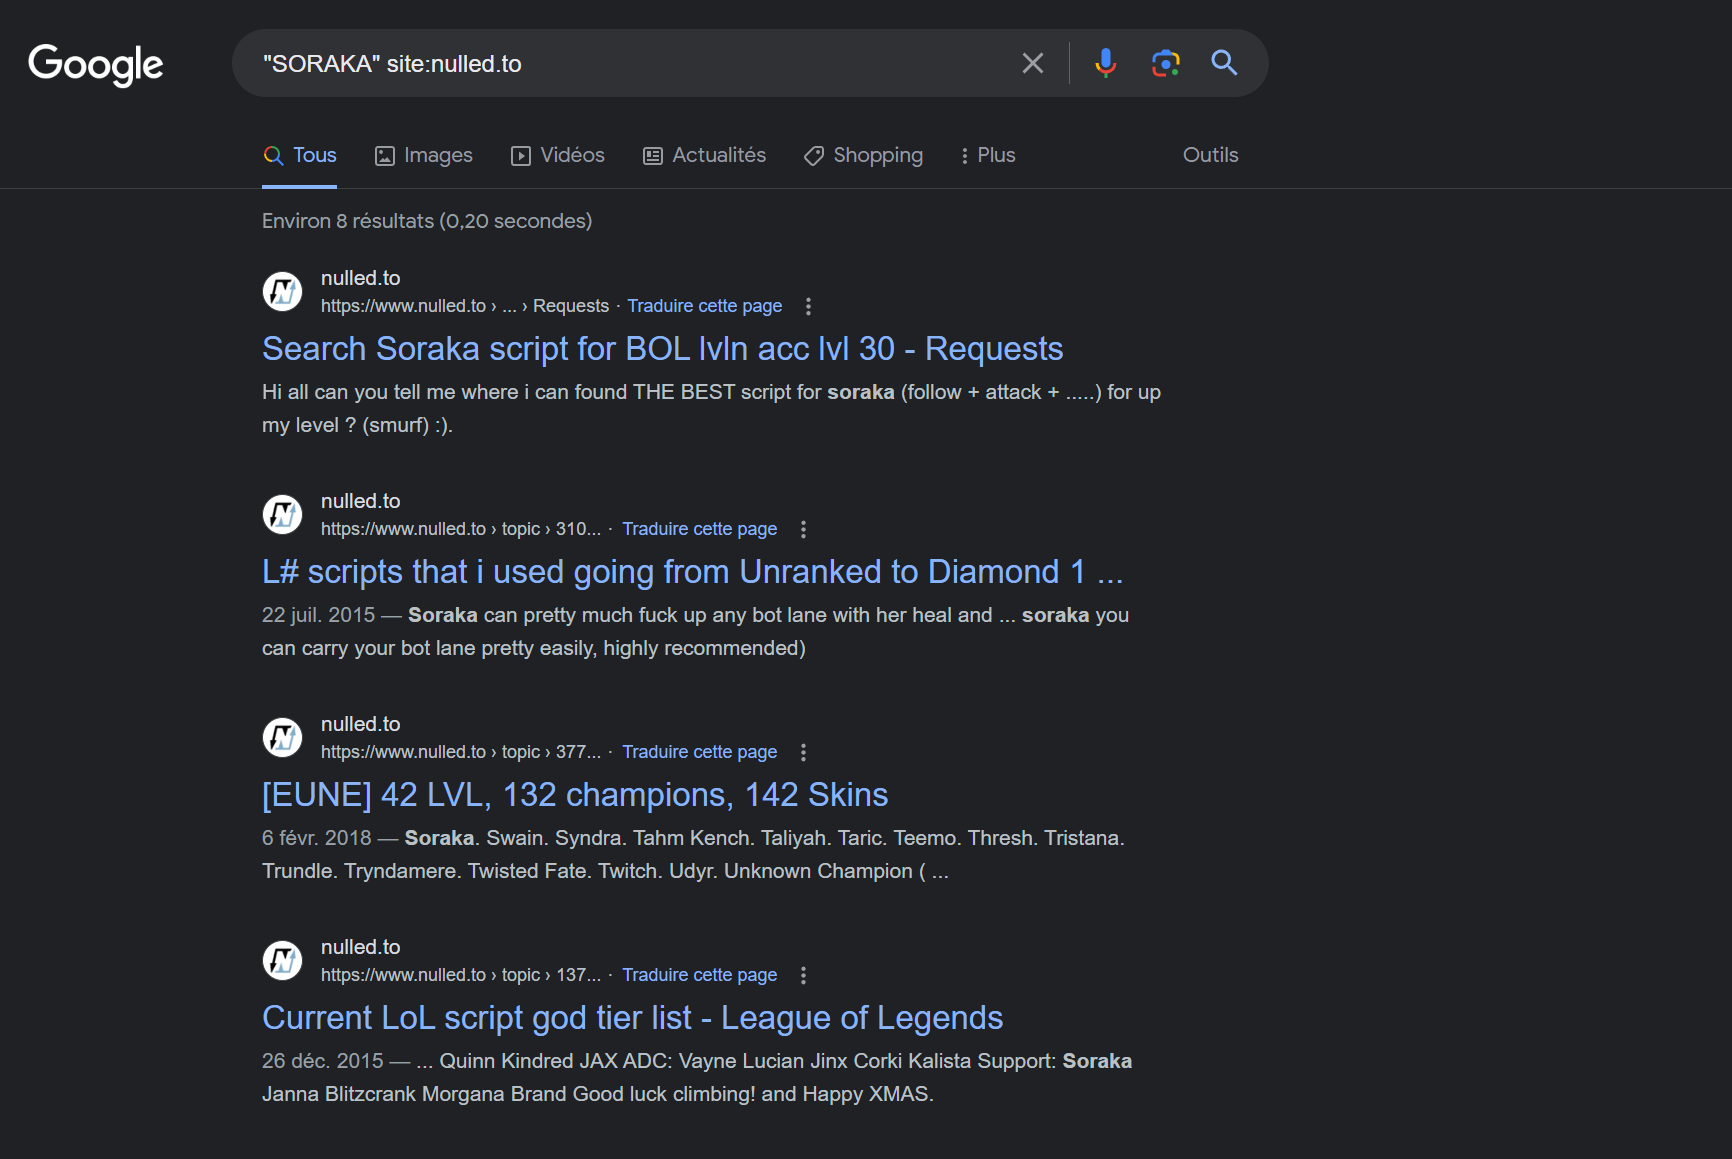 Google
"SORAKA" site:nulled.to
Tous
Images
Vidéos
Actualités
Shopping
Plus
Outils
Environ 8 résultats (0,20 secondes)
nulled.to
https://www.nulled.to › ... › Requests · Traduire cette page
Search Soraka script for BOL lvln acc lvl 30 - Requests
Hi all can you tell me where i can found THE BEST script for soraka (follow + attack + .....) for up
my level ? (smurf) :).
nulled.to
https://www.nulled.to › topic › 310... · Traduire cette page
L# scripts that i used going from Unranked to Diamond 1 ...
22 juil. 2015 — Soraka can pretty much fuck up any bot lane with her heal and ... soraka you
can carry your bot lane pretty easily, highly recommended)
nulled.to
https://www.nulled.to › topic › 377... · Traduire cette page
[EUNE] 42 LVL, 132 champions, 142 Skins
6 févr. 2018 — Soraka. Swain. Syndra. Tahm Kench. Taliyah. Taric. Teemo. Thresh. Tristana.
Trundle. Tryndamere. Twisted Fate. Twitch. Udyr. Unknown Champion ( ...
nulled.to
https://www.nulled.to › topic › 137... · Traduire cette page
Current LoL script god tier list - League of Legends
26 déc. 2015 — ... Quinn Kindred JAX ADC: Vayne Lucian Jinx Corki Kalista Support: Soraka
Janna Blitzcrank Morgana Brand Good luck climbing! and Happy XMAS.